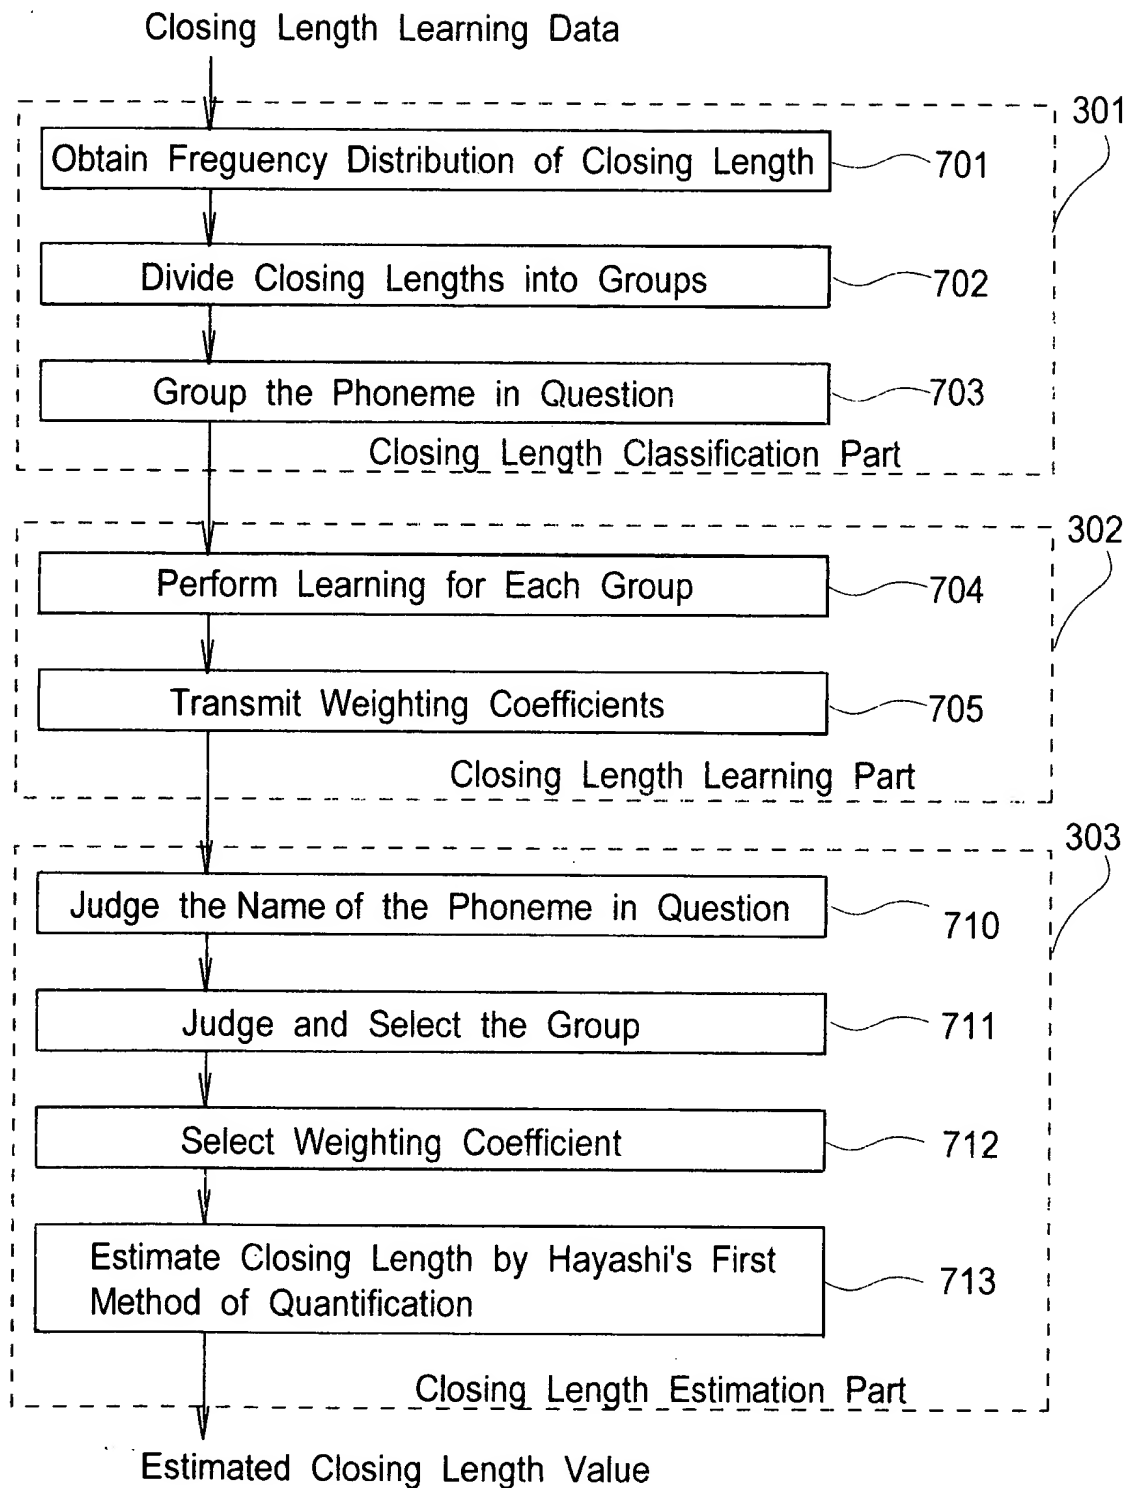 Closing Length Learning Data
301
Obtain Freguency Distribution of Closing Length
701
Divide Closing Lengths into Groups
702
Group the Phoneme in Question
703
Closing Length Classification Part
302
Perform Learning for Each Group
704
Transmit Weighting Coefficients
705
Closing Length Learning Part
303
Judge the Name of the Phoneme in Question
710
Judge and Select the Group
711
Select Weighting Coefficient
712
Estimate Closing Length by Hayashi's First
Method of Quantification
713
Closing Length Estimation Part
Estimated Closing Length Value